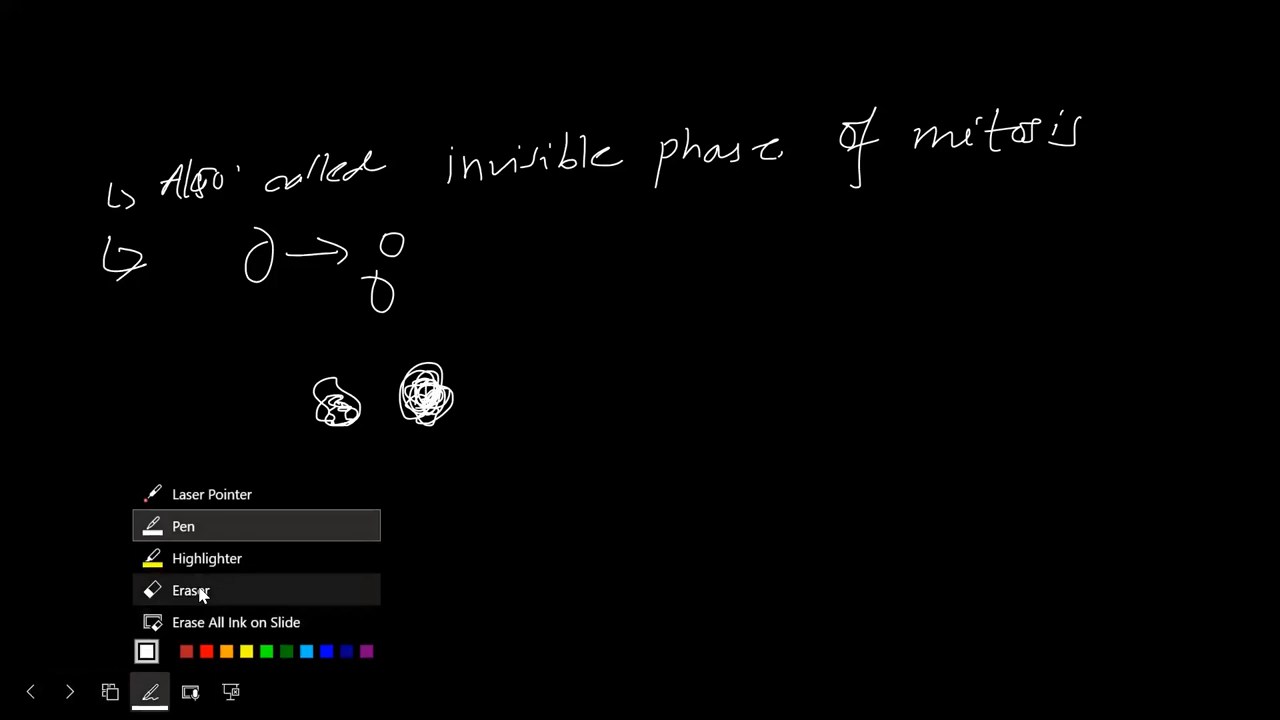 Also called invisible phase of mitosis
Laser Pointer
Pen
Highlighter
Eraser
Erase All Ink on Slide